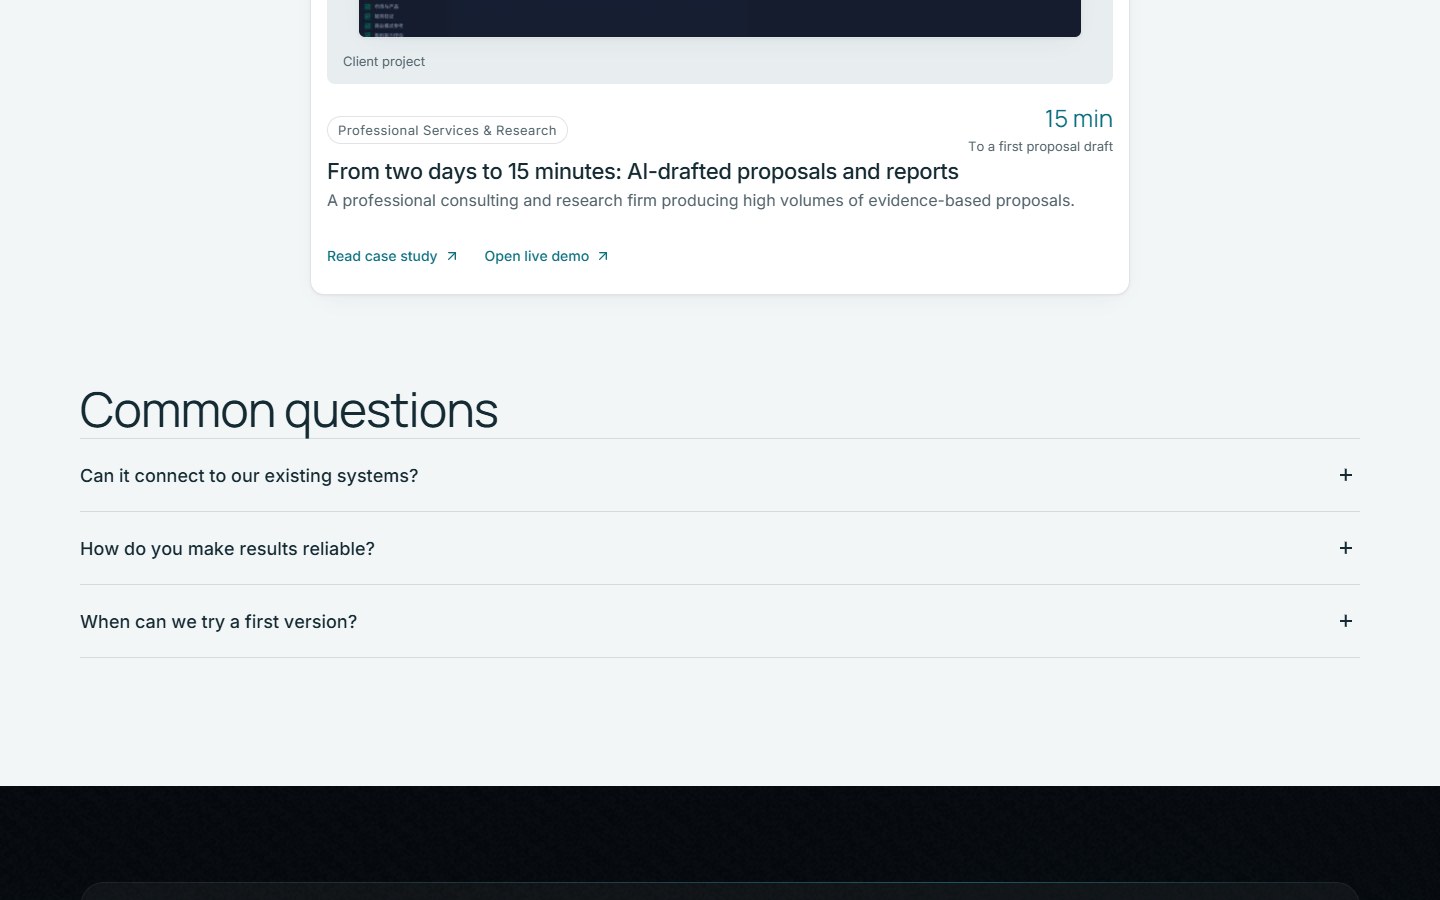 Client project
Professional Services & Research
15 min
To a first proposal draft
From two days to 15 minutes: AI-drafted proposals and reports
A professional consulting and research firm producing high volumes of evidence-based proposals.
Read case study
Open live demo
Common questions
Can it connect to our existing systems?
+
How do you make results reliable?
+
When can we try a first version?
+